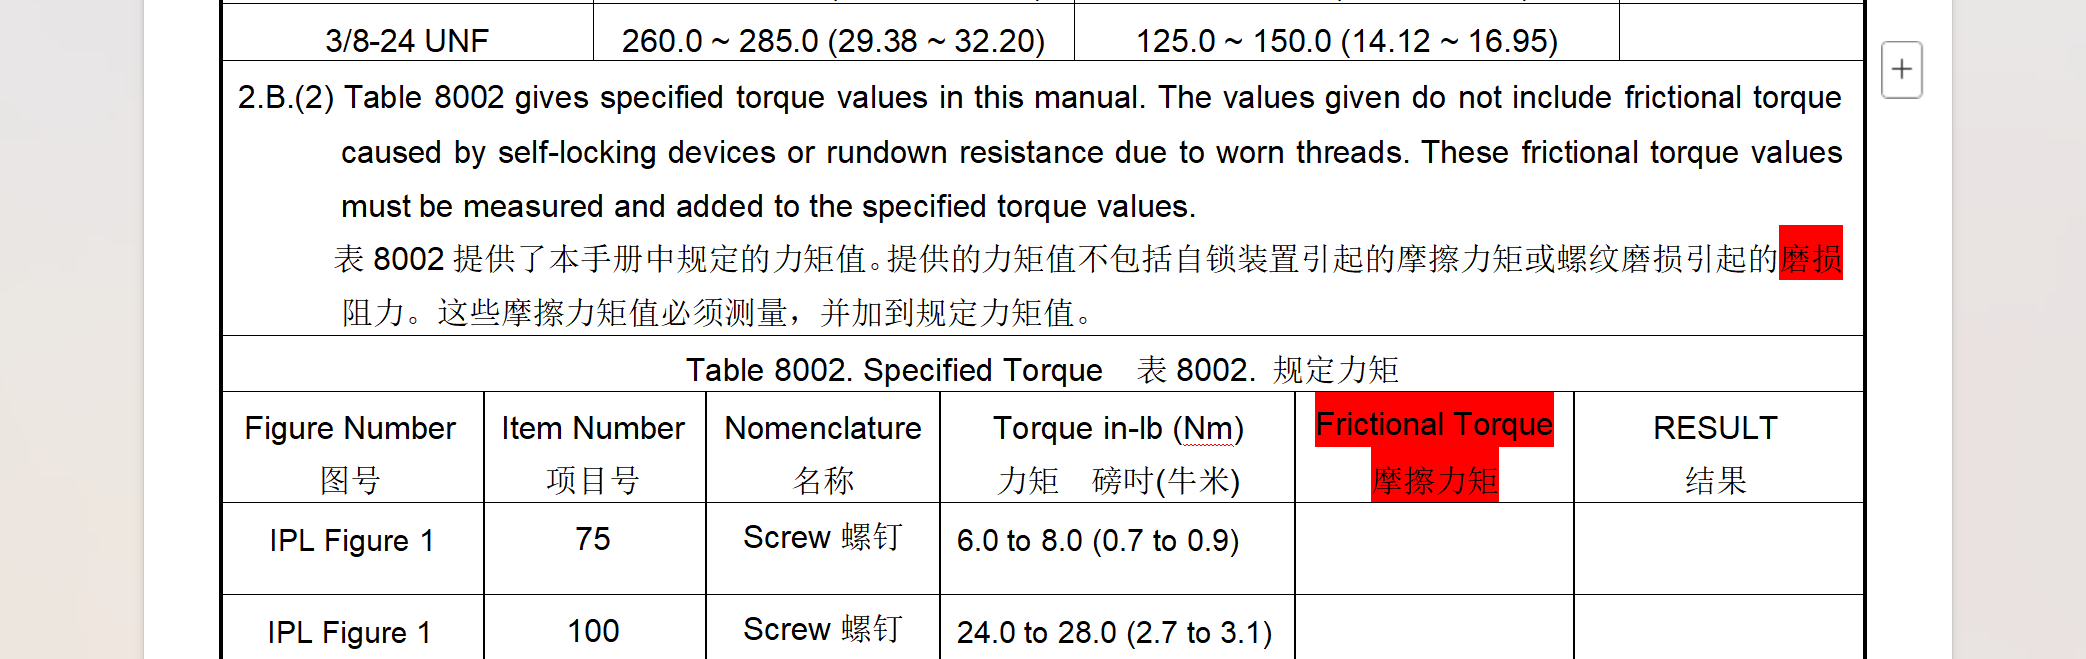 3/8-24 UNF 260.0 ~ 285.0 (29.38 ~ 32.20) 125.0 ~ 150.0 (14.12 ~ 16.95)
2.B.(2) Table 8002 gives specified torque values in this manual. The values given do not include frictional torque
caused by self-locking devices or rundown resistance due to worn threads. These frictional torque values
must be measured and added to the specified torque values.
表 8002 提供了本手册中规定的力矩值。提供的力矩值不包括自锁装置引起的摩擦力矩或螺纹磨损引起的磨损
阻力。这些摩擦力矩值必须测量，并加到规定力矩值。
Table 8002. Specified Torque 表 8002. 规定力矩
Figure Number Item Number Nomenclature Torque in-lb (Nm) Frictional Torque RESULT
图号 项目号 名称 力矩 磅吋(牛米) 摩擦力矩 结果
IPL Figure 1 75 Screw 螺钉 6.0 to 8.0 (0.7 to 0.9)
IPL Figure 1 100 Screw 螺钉 24.0 to 28.0 (2.7 to 3.1)